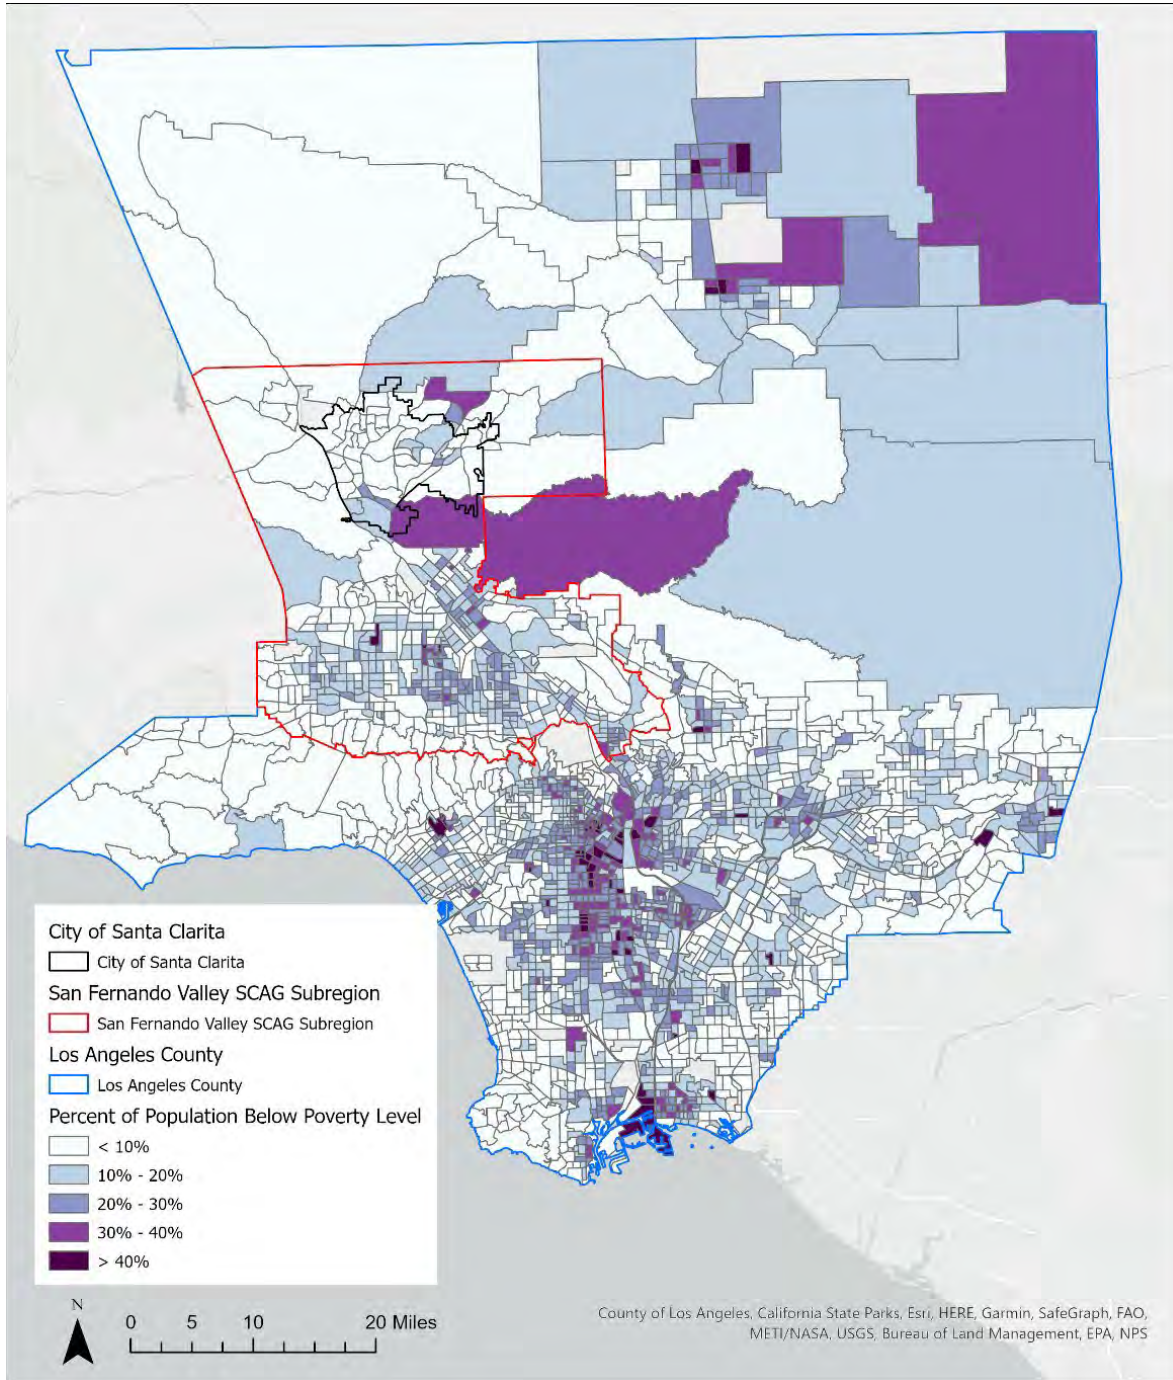 City of Santa Clarita
City of Santa Clarita
San Fernando Valley SCAG Subregion
San Fernando Valley SCAG Subregion
Los Angeles County
Los Angeles County
Percent of Population Below Poverty Level
< 10%
10% - 20%
20% - 30%
30% - 40%
> 40%
N
0 5 10 20 Miles
County of Los Angeles, California State Parks, Esri, HERE, Garmin, SafeGraph, FAO,
METI/NASA, USGS, Bureau of Land Management, EPA, NPS